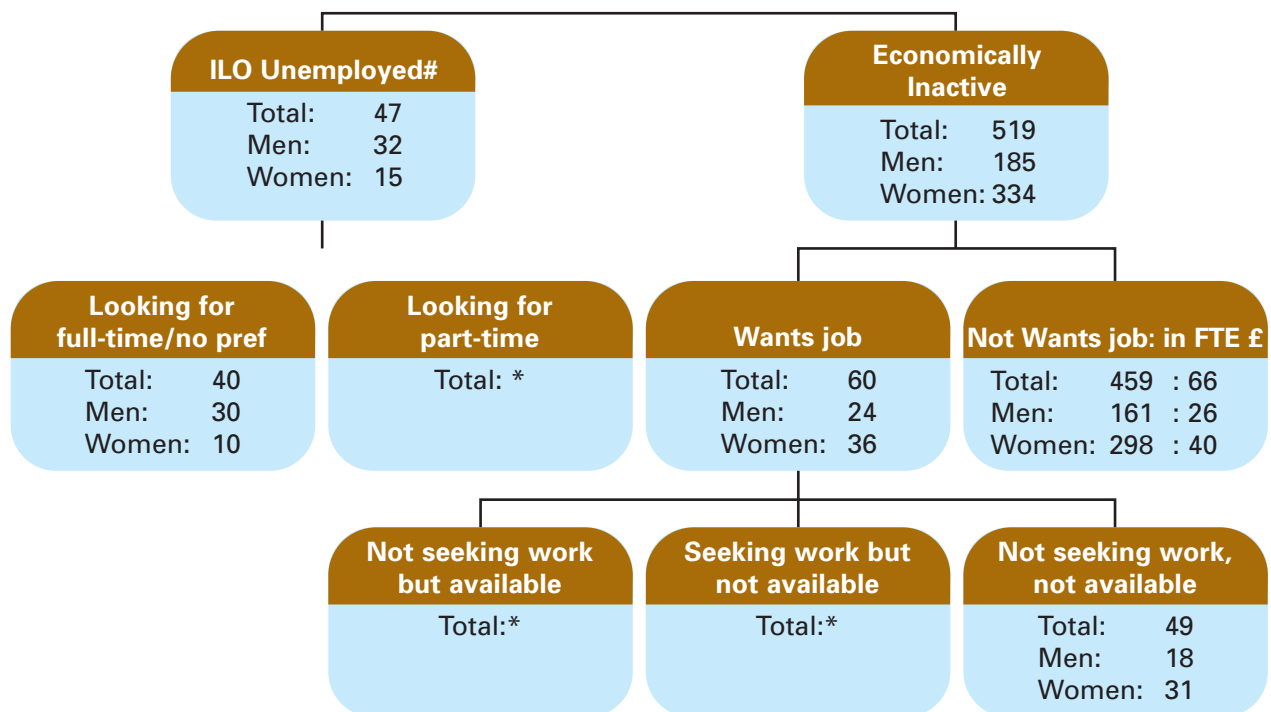 ILO Unemployed#
Total: 47
Men: 32
Women: 15
Economically
Inactive
Total: 519
Men: 185
Women: 334
Looking for
full-time/no pref
Total: 40
Men: 30
Women: 10
Looking for
part-time
Total: *
Wants job
Total: 60
Men: 24
Women: 36
Not Wants job: in FTE £
Total: 459 : 66
Men: 161 : 26
Women: 298 : 40
Not seeking work
but available
Total:*
Seeking work but
not available
Total:*
Not seeking work,
not available
Total: 49
Men: 18
Women: 31